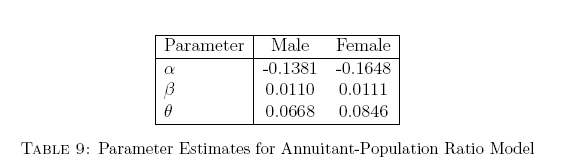 Parameter Male Female
α -0.1381 -0.1648
β 0.0110 0.0111
θ 0.0668 0.0846
Table 9: Parameter Estimates for Annuitant-Population Ratio Model